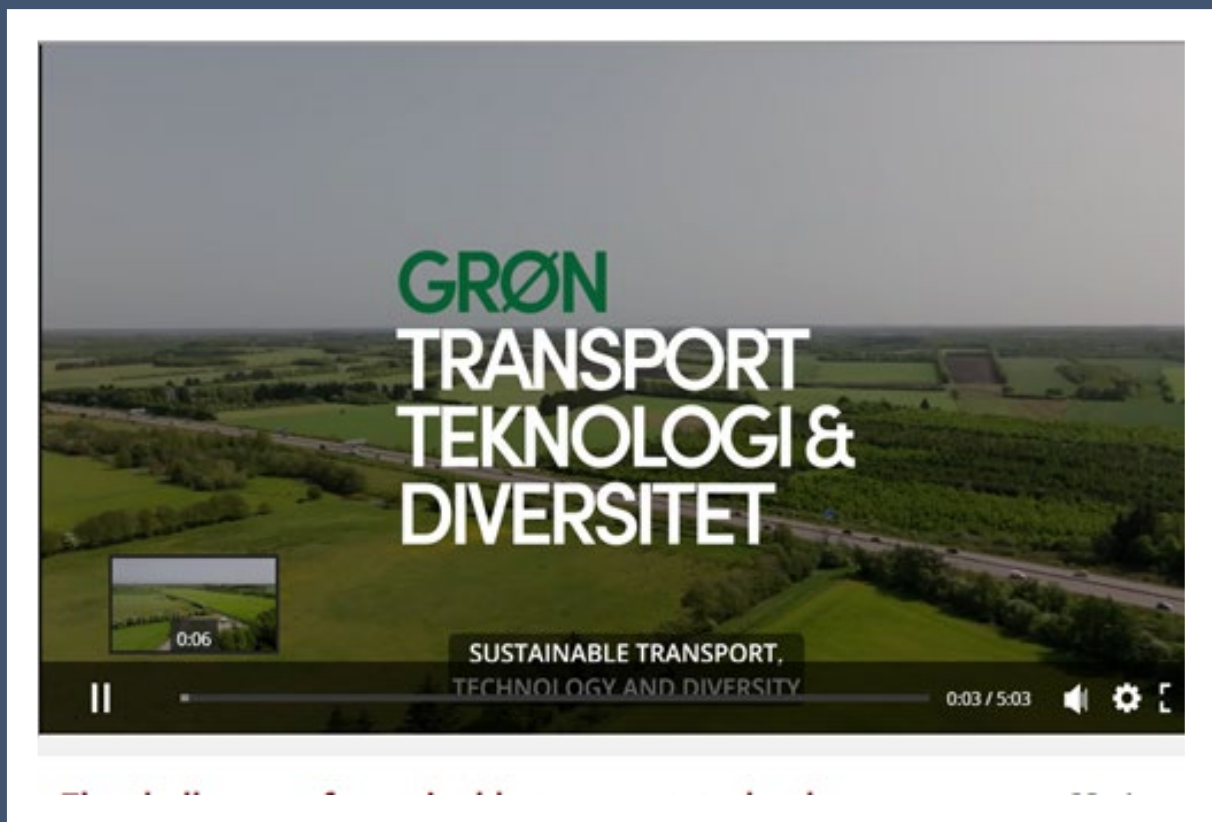 GRØN
TRANSPORT
TEKNOLOGI &
DIVERSITET
0:06
SUSTAINABLE TRANSPORT,
TECHNOLOGY AND DIVERSITY
0:03 / 5:03